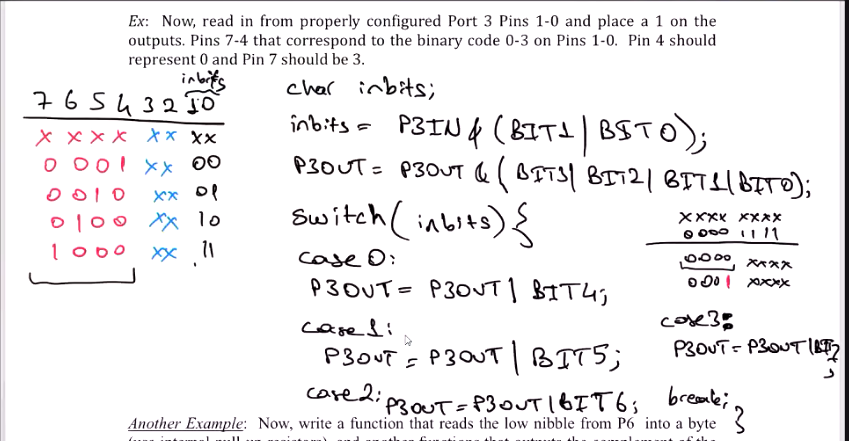 Ex: Now, read in from properly configured Port 3 Pins 1-0 and place a 1 on the
outputs. Pins 7-4 that correspond to the binary code 0-3 on Pins 1-0. Pin 4 should
represent 0 and Pin 7 should be 3.
inbits
7 6 5 4 3 2 1 0
x x x x x x x x
0 0 0 1 x x 0 0
0 0 1 0 x x 0 1
0 1 0 0 x x 1 0
1 0 0 0 x x 1 1
char inbits;
inbits = P3IN & (BIT1 | BIT0);
P3OUT = P3OUT & (BIT3 | BIT2 | BIT1 | BIT0);
switch (inbits) {
case 0:
P3OUT = P3OUT | BIT4;
case 1:
P3OUT = P3OUT | BIT5;
case 2: P3OUT = P3OUT | BIT6;
xxxx xxxx
0000 1111
0000 xxxx
0001 xxxx
case 3:
P3OUT = P3OUT | BIT7;
break; }
Another Example: Now, write a function that reads the low nibble from P6 into a byte